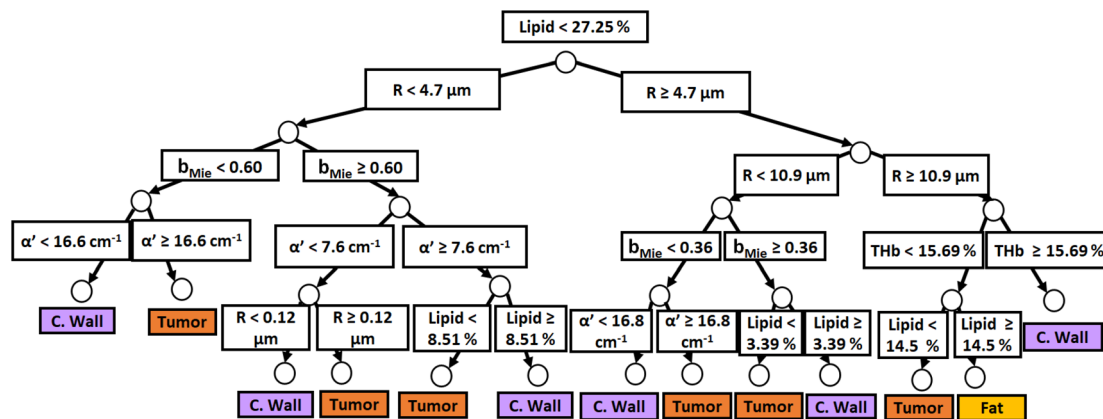 Lipid < 27.25 %
R < 4.7 µm
R ≥ 4.7 µm
bMie < 0.60
bMie ≥ 0.60
R < 10.9 µm
R ≥ 10.9 µm
α’ < 16.6 cm⁻¹
α’ ≥ 16.6 cm⁻¹
α’ < 7.6 cm⁻¹
α’ ≥ 7.6 cm⁻¹
bMie < 0.36
bMie ≥ 0.36
THb < 15.69 %
THb ≥ 15.69 %
C. Wall
Tumor
R < 0.12
µm
R ≥ 0.12
µm
Lipid <
8.51 %
Lipid ≥
8.51 %
α’ < 16.8
cm⁻¹
α’ ≥ 16.8
cm⁻¹
Lipid <
3.39 %
Lipid ≥
3.39 %
Lipid <
14.5 %
Lipid ≥
14.5 %
C. Wall
C. Wall
Tumor
Tumor
C. Wall
C. Wall
Tumor
Tumor
C. Wall
Tumor
Fat